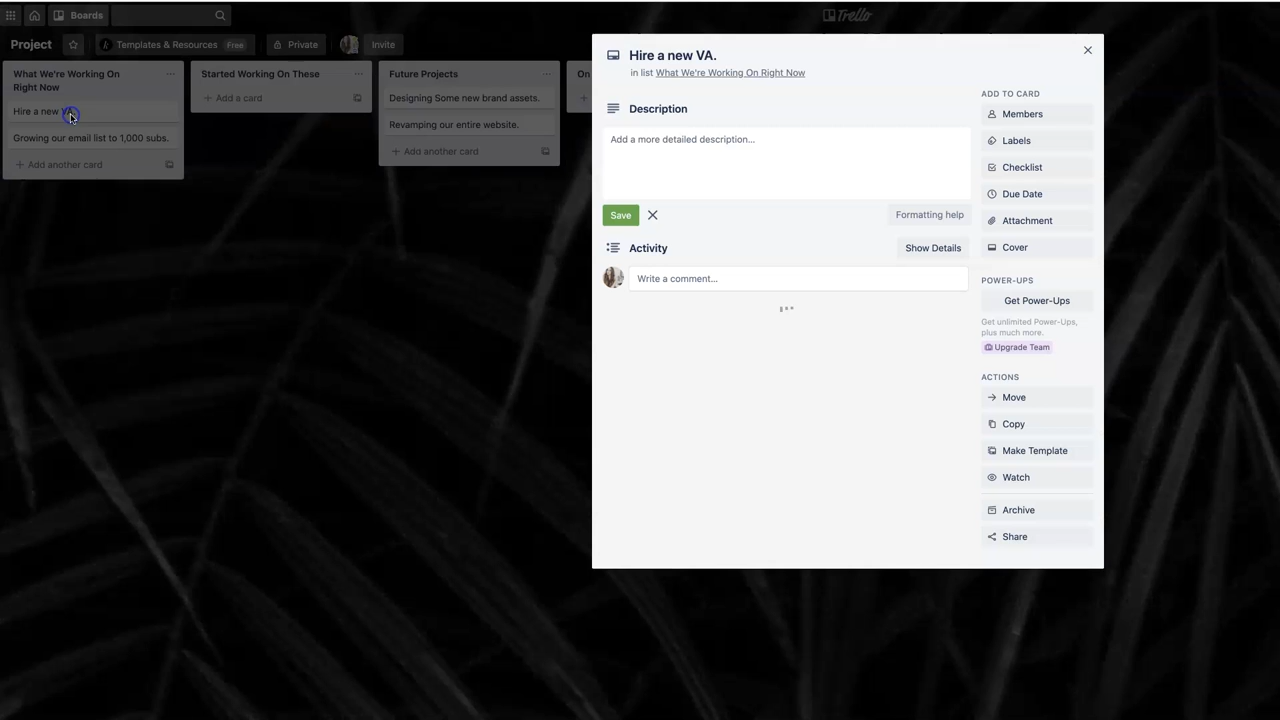 Boards
Trello
Project
Templates & Resources
Free
Private
Invite
What We're Working On
Right Now
Hire a new
Growing our email list to 1,000 subs.
Add another card
Started Working On These
Add a card
Future Projects
Designing Some new brand assets.
Revamping our entire website.
Add another card
On
Hire a new VA.
in list What We're Working On Right Now
Description
Add a more detailed description…
Save
Formatting help
Activity
Show Details
Write a comment…
ADD TO CARD
Members
Labels
Checklist
Due Date
Attachment
Cover
POWER-UPS
Get Power-Ups
Get unlimited Power-Ups,
plus much more.
Upgrade Team
ACTIONS
Move
Copy
Make Template
Watch
Archive
Share